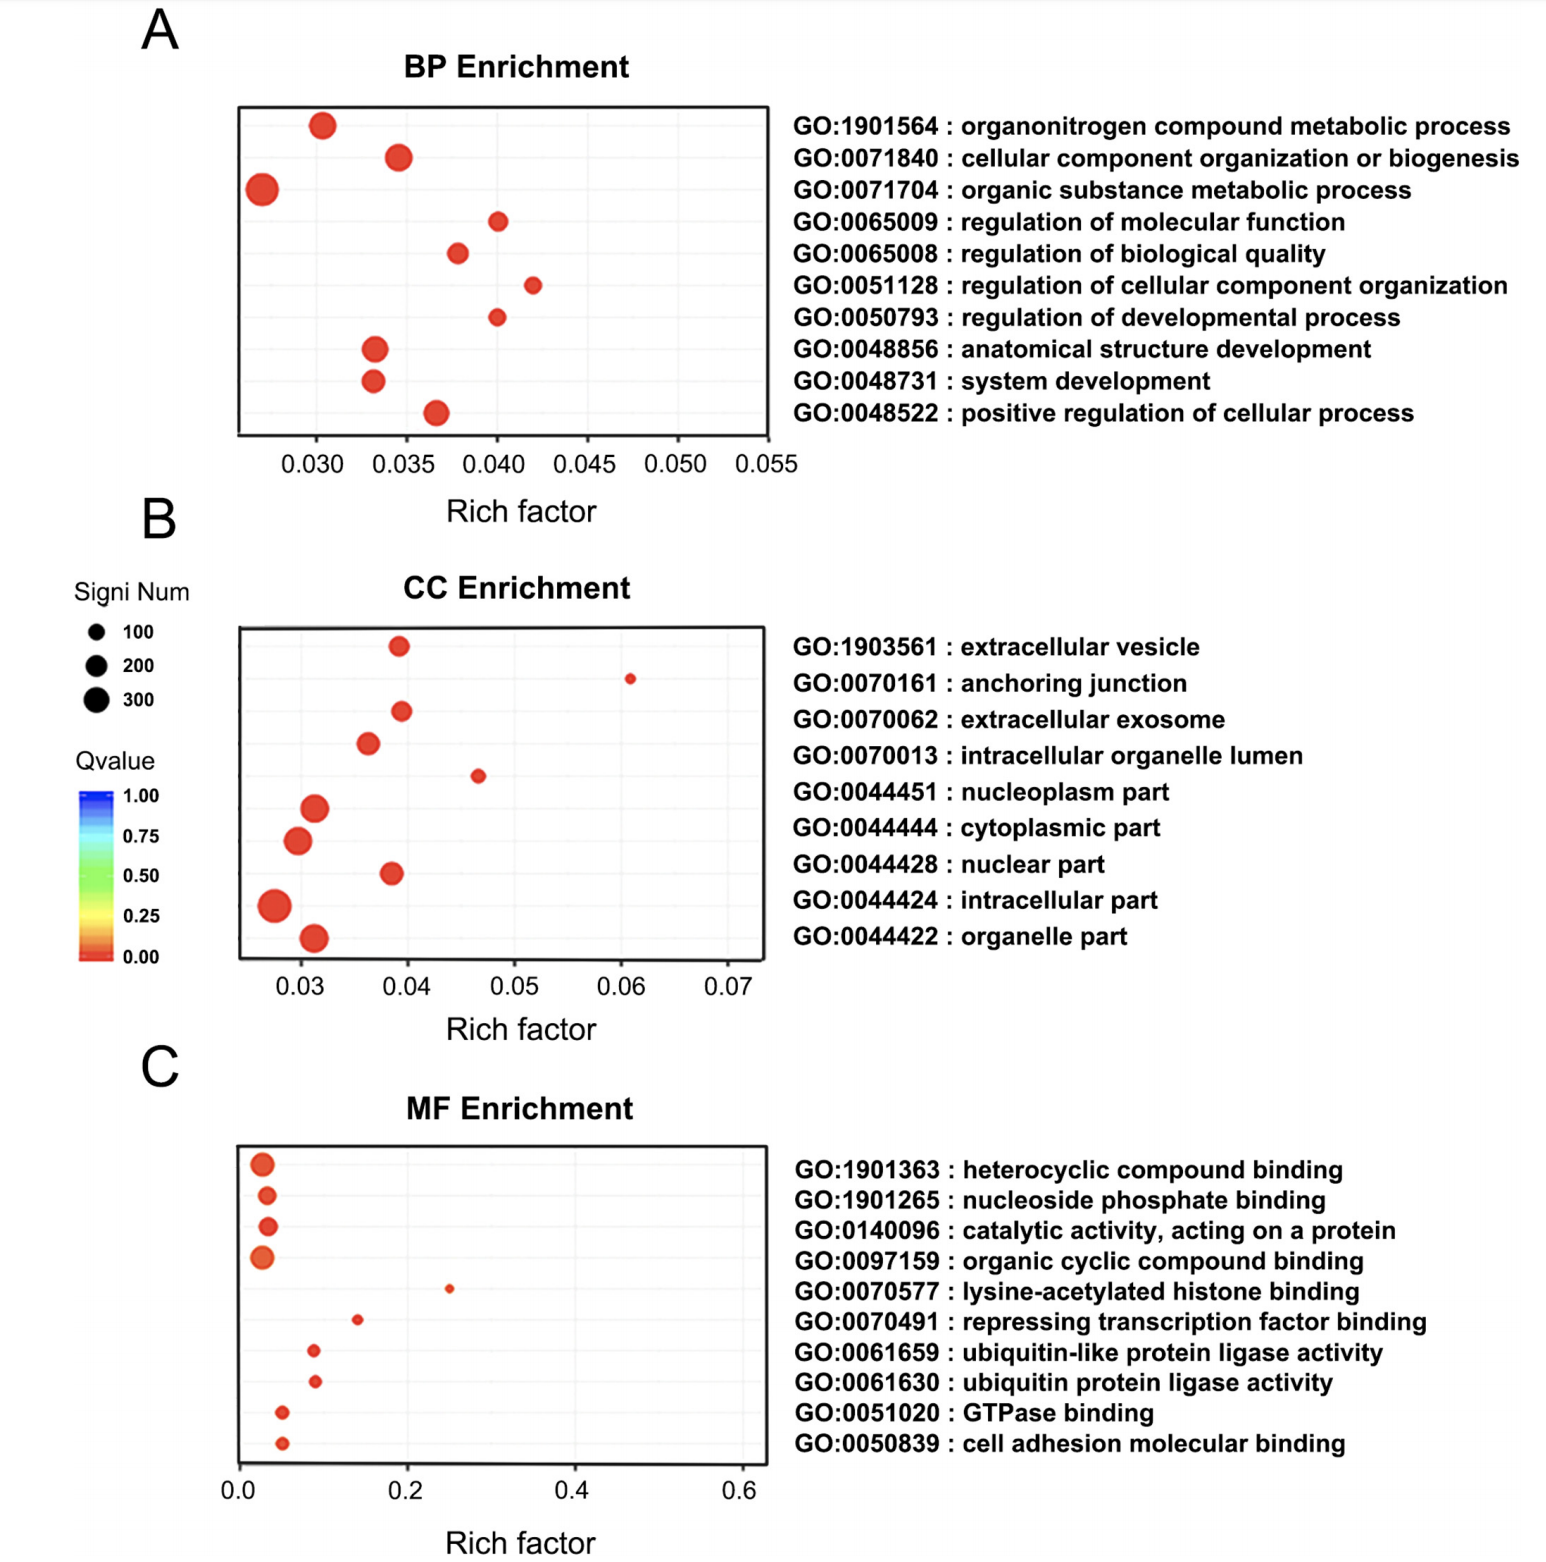 A
BP Enrichment
GO:1901564 : organonitrogen compound metabolic process
GO:0071840 : cellular component organization or biogenesis
GO:0071704 : organic substance metabolic process
GO:0065009 : regulation of molecular function
GO:0065008 : regulation of biological quality
GO:0051128 : regulation of cellular component organization
GO:0050793 : regulation of developmental process
GO:0048856 : anatomical structure development
GO:0048731 : system development
GO:0048522 : positive regulation of cellular process
0.030 0.035 0.040 0.045 0.050 0.055
Rich factor
B
CC Enrichment
Signi Num
100
200
300
Qvalue
1.00
0.75
0.50
0.25
0.00
GO:1903561 : extracellular vesicle
GO:0070161 : anchoring junction
GO:0070062 : extracellular exosome
GO:0070013 : intracellular organelle lumen
GO:0044451 : nucleoplasm part
GO:0044444 : cytoplasmic part
GO:0044428 : nuclear part
GO:0044424 : intracellular part
GO:0044422 : organelle part
0.03 0.04 0.05 0.06 0.07
Rich factor
C
MF Enrichment
GO:1901363 : heterocyclic compound binding
GO:1901265 : nucleoside phosphate binding
GO:0140096 : catalytic activity, acting on a protein
GO:0097159 : organic cyclic compound binding
GO:0070577 : lysine-acetylated histone binding
GO:0070491 : repressing transcription factor binding
GO:0061659 : ubiquitin-like protein ligase activity
GO:0061630 : ubiquitin protein ligase activity
GO:0051020 : GTPase binding
GO:0050839 : cell adhesion molecular binding
0.0 0.2 0.4 0.6
Rich factor